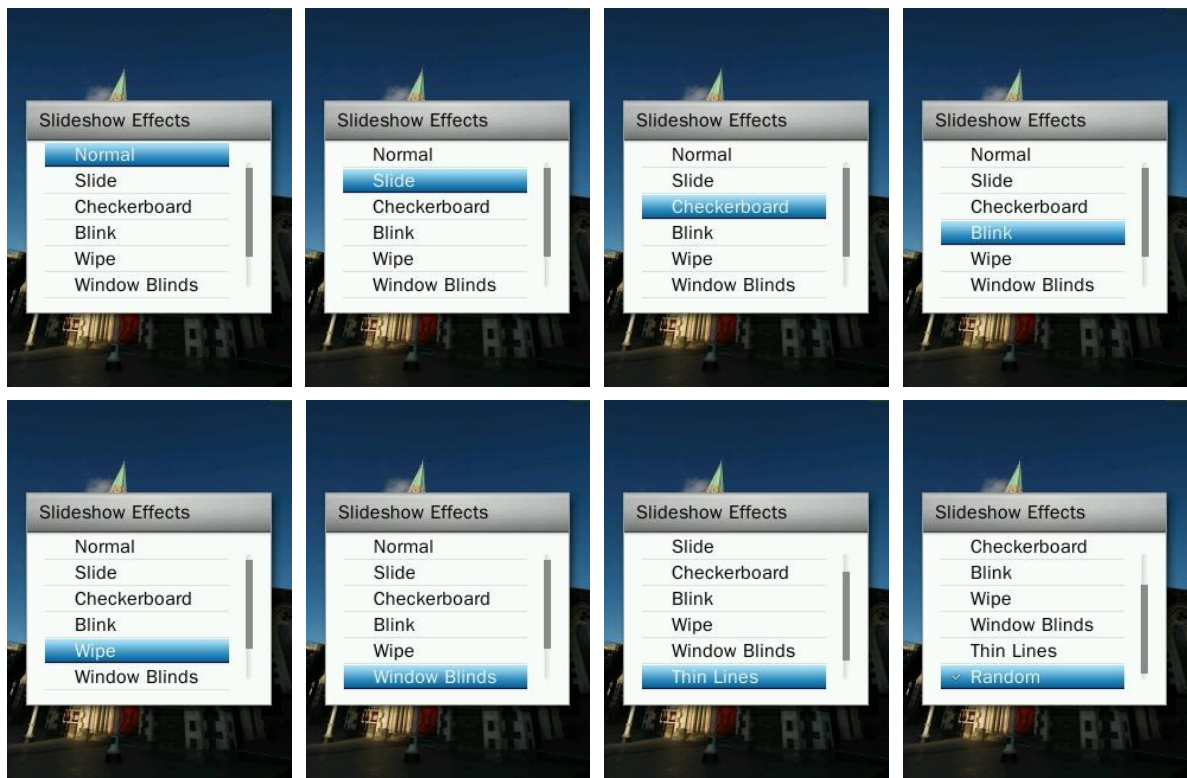 Slideshow Effects
Normal
Slide
Checkerboard
Blink
Wipe
Window Blinds
Slideshow Effects
Normal
Slide
Checkerboard
Blink
Wipe
Window Blinds
Slideshow Effects
Normal
Slide
Checkerboard
Blink
Wipe
Window Blinds
Slideshow Effects
Normal
Slide
Checkerboard
Blink
Wipe
Window Blinds
Slideshow Effects
Normal
Slide
Checkerboard
Blink
Wipe
Window Blinds
Slideshow Effects
Normal
Slide
Checkerboard
Blink
Wipe
Window Blinds
Slideshow Effects
Slide
Checkerboard
Blink
Wipe
Window Blinds
Thin Lines
Slideshow Effects
Checkerboard
Blink
Wipe
Window Blinds
Thin Lines
Random